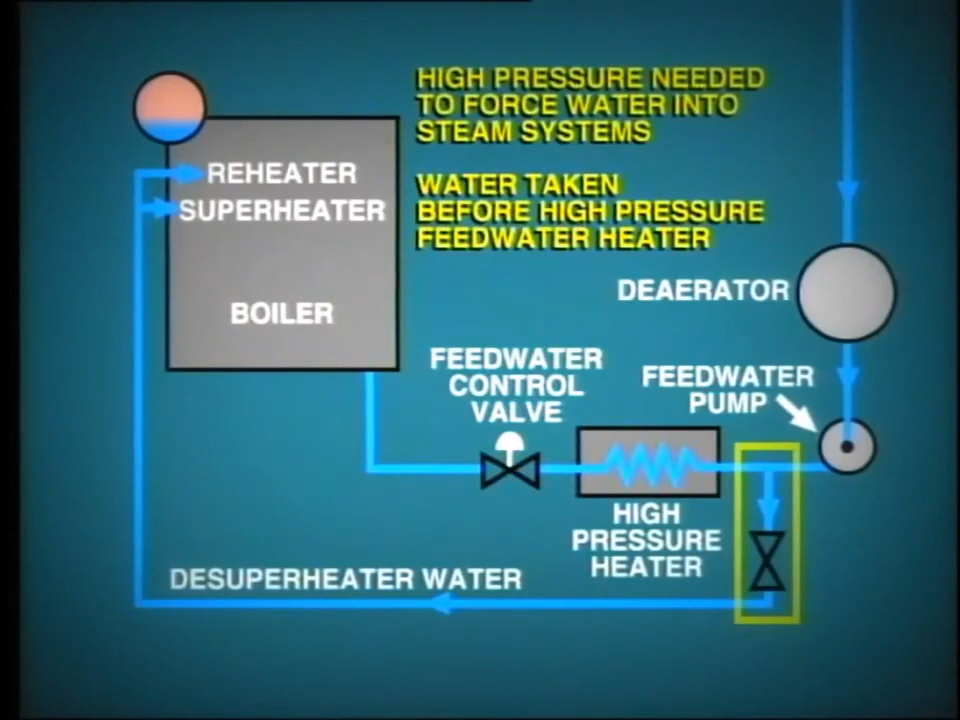 HIGH PRESSURE NEEDED
TO FORCE WATER INTO
STEAM SYSTEMS
WATER TAKEN
BEFORE HIGH PRESSURE
FEEDWATER HEATER
REHEATER
SUPERHEATER
BOILER
DEAERATOR
FEEDWATER
CONTROL
VALVE
FEEDWATER
PUMP
HIGH
PRESSURE
HEATER
DESUPERHEATER WATER